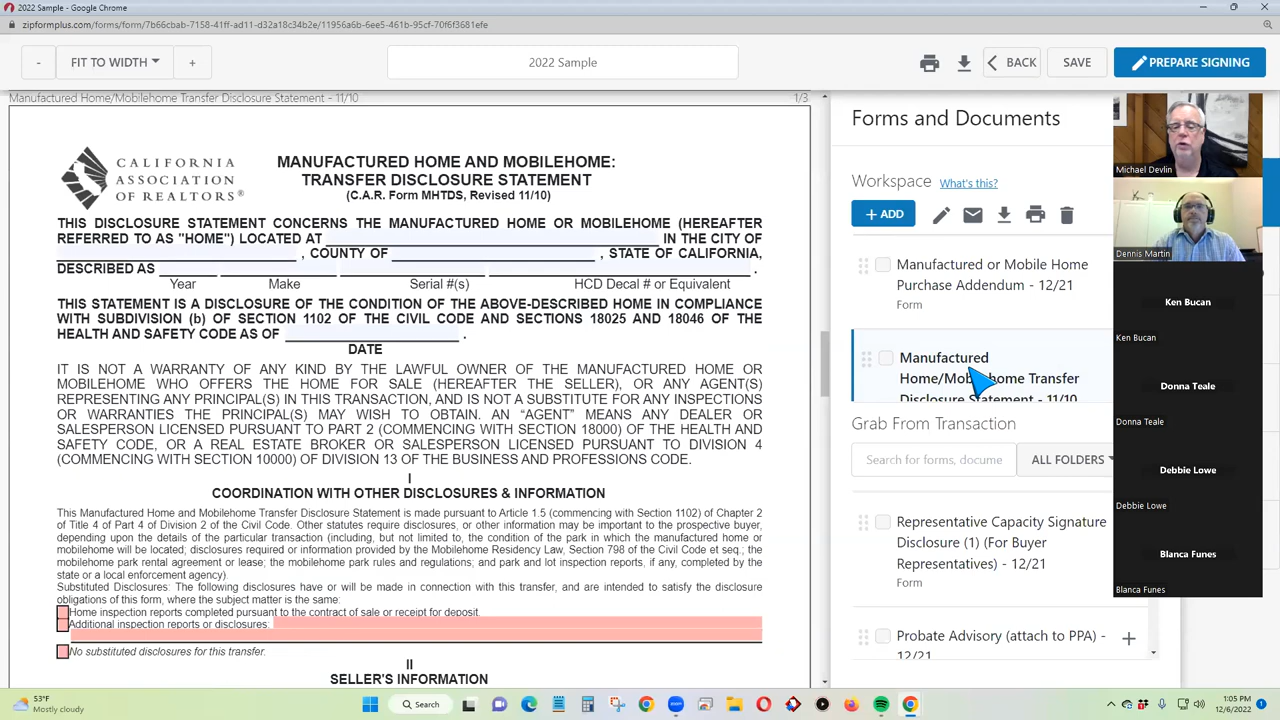 2022 Sample - Google Chrome
zipformplus.com/forms/form/7b66cbab-7158-41ff-ad11-d32a18c34b2e/11956a6b-6ee5-461b-95cf-70f6f3681efe
-
FIT TO WIDTH
+
2022 Sample
BACK
SAVE
PREPARE SIGNING
Manufactured Home/Mobilehome Transfer Disclosure Statement - 11/10
1/3
CALIFORNIA
ASSOCIATION
OF REALTORS®
MANUFACTURED HOME AND MOBILEHOME:
TRANSFER DISCLOSURE STATEMENT
(C.A.R. Form MHTDS, Revised 11/10)
THIS DISCLOSURE STATEMENT CONCERNS THE MANUFACTURED HOME OR MOBILEHOME (HEREAFTER
REFERRED TO AS "HOME") LOCATED AT IN THE CITY OF
, COUNTY OF , STATE OF CALIFORNIA,
DESCRIBED AS .
Year Make Serial #(s) HCD Decal # or Equivalent
THIS STATEMENT IS A DISCLOSURE OF THE CONDITION OF THE ABOVE-DESCRIBED HOME IN COMPLIANCE
WITH SUBDIVISION (b) OF SECTION 1102 OF THE CIVIL CODE AND SECTIONS 18025 AND 18046 OF THE
HEALTH AND SAFETY CODE AS OF .
DATE
IT IS NOT A WARRANTY OF ANY KIND BY THE LAWFUL OWNER OF THE MANUFACTURED HOME OR
MOBILEHOME WHO OFFERS THE HOME FOR SALE (HEREAFTER THE SELLER), OR ANY AGENT(S)
REPRESENTING ANY PRINCIPAL(S) IN THIS TRANSACTION, AND IS NOT A SUBSTITUTE FOR ANY INSPECTIONS
OR WARRANTIES THE PRINCIPAL(S) MAY WISH TO OBTAIN. AN “AGENT” MEANS ANY DEALER OR
SALESPERSON LICENSED PURSUANT TO PART 2 (COMMENCING WITH SECTION 18000) OF THE HEALTH AND
SAFETY CODE, OR A REAL ESTATE BROKER OR SALESPERSON LICENSED PURSUANT TO DIVISION 4
(COMMENCING WITH SECTION 10000) OF DIVISION 13 OF THE BUSINESS AND PROFESSIONS CODE.
I
COORDINATION WITH OTHER DISCLOSURES & INFORMATION
This Manufactured Home and Mobilehome Transfer Disclosure Statement is made pursuant to Article 1.5 (commencing with Section 1102) of Chapter 2
of Title 4 of Part 4 of Division 2 of the Civil Code. Other statutes require disclosures, or other information may be important to the prospective buyer,
depending upon the details of the particular transaction (including, but not limited to, the condition of the park in which the manufactured home or
mobilehome will be located; disclosures required or information provided by the Mobilehome Residency Law, Section 798 of the Civil Code et seq.; the
mobilehome park rental agreement or lease; the mobilehome park rules and regulations; and park and lot inspection reports, if any, completed by the
state or a local enforcement agency).
Substituted Disclosures: The following disclosures have or will be made in connection with this transfer, and are intended to satisfy the disclosure
obligations of this form, where the subject matter is the same:
Home inspection reports completed pursuant to the contract of sale or receipt for deposit.
Additional inspection reports or disclosures:
No substituted disclosures for this transfer.
II
SELLER'S INFORMATION
Forms and Documents
Workspace What's this?
+ ADD
Manufactured or Mobile Home
Purchase Addendum - 12/21
Form
Manufactured
Home/Mobilehome Transfer
Disclosure Statement - 11/10
Grab From Transaction
Search for forms, docume
ALL FOLDERS
Representative Capacity Signature
Disclosure (1) (For Buyer
Representatives) - 12/21
Form
Probate Advisory (attach to PPA) -
12/21
Michael Devlin
Dennis Martin
Ken Bucan
Ken Bucan
Donna Teale
Donna Teale
Debbie Lowe
Debbie Lowe
Blanca Funes
Blanca Funes
53°F
Mostly cloudy
Search
1:05 PM
12/6/2022